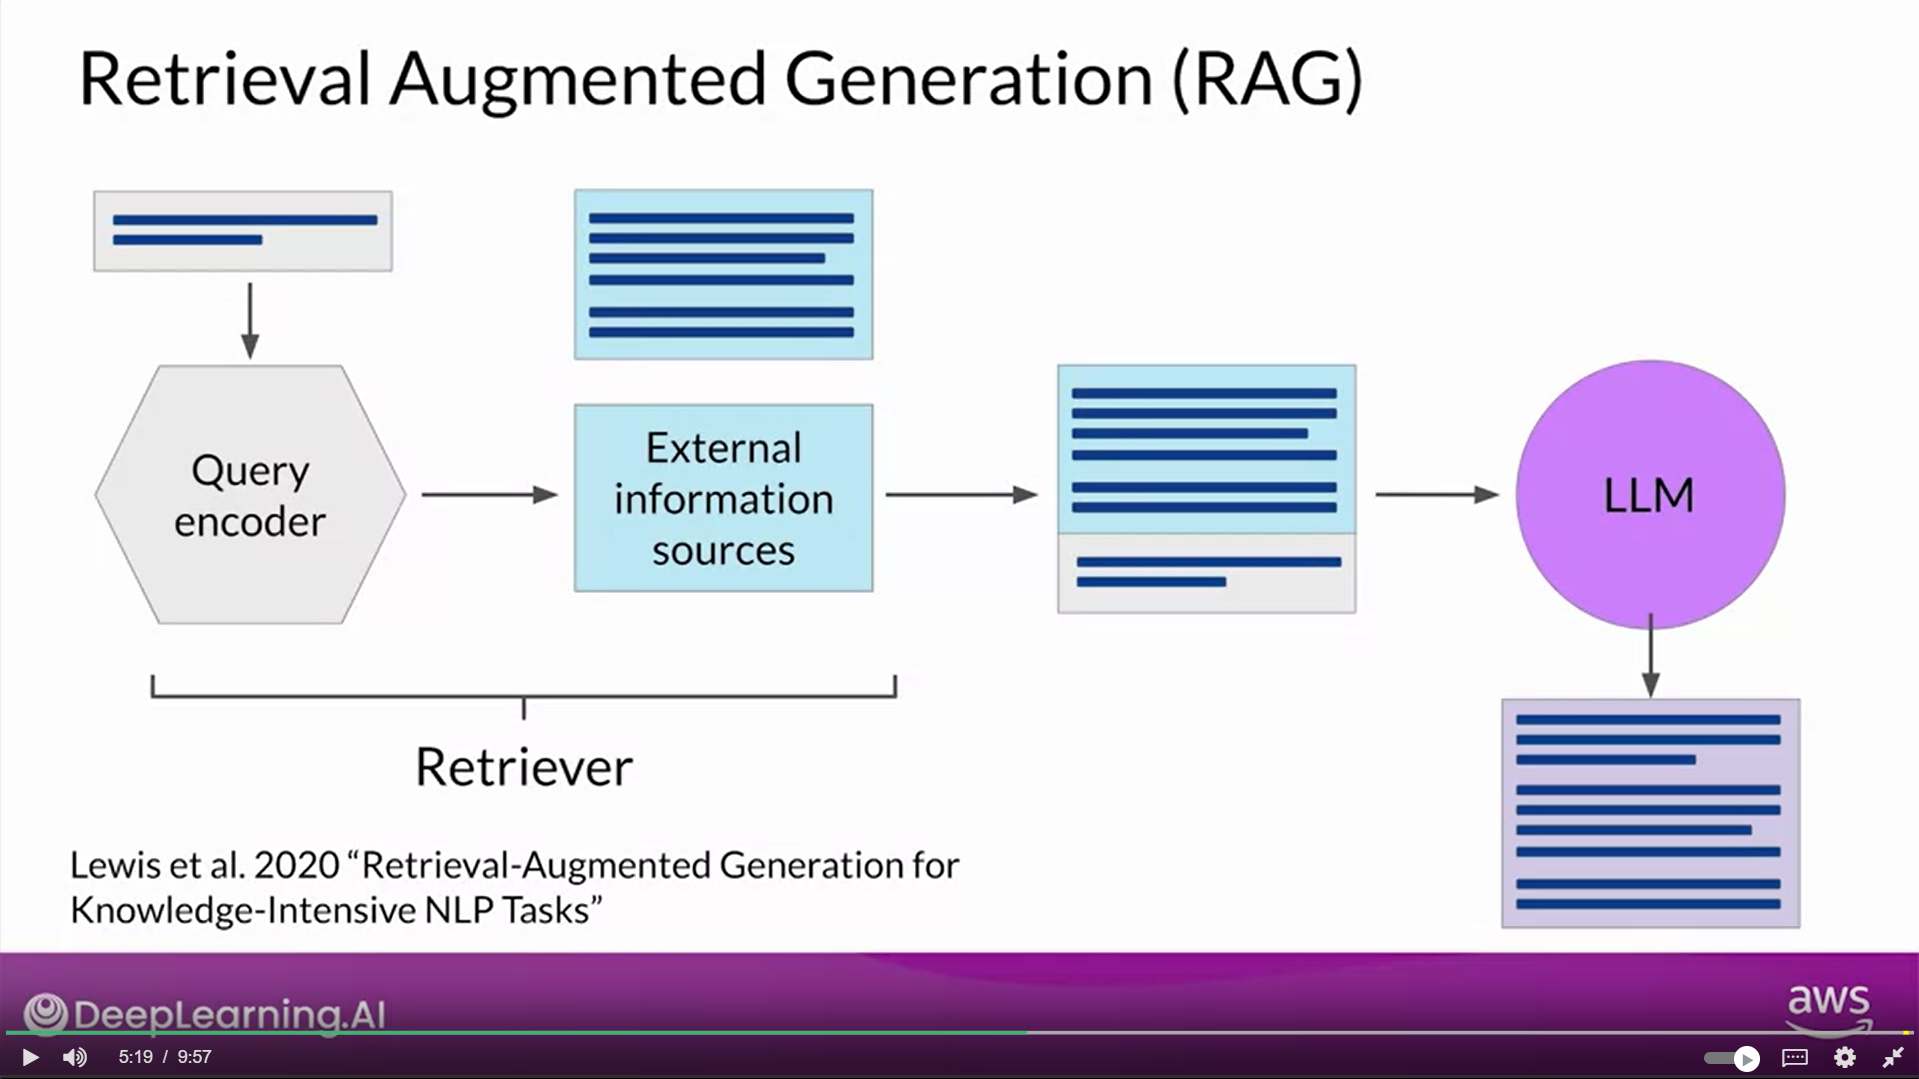 Retrieval Augmented Generation (RAG)
Query
encoder
External
information
sources
LLM
Retriever
Lewis et al. 2020 “Retrieval-Augmented Generation for
Knowledge-Intensive NLP Tasks”
DeepLearning.AI
aws
5:19 / 9:57